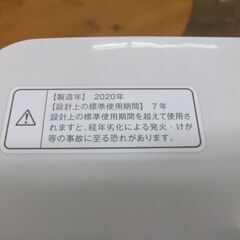 【製造年】 2020年
【設計上の標準使用期間】 7年
設計上の標準使用期間を超えて使用
されますと、経年劣化による発火・けが
等の事故に至る恐れがあります。